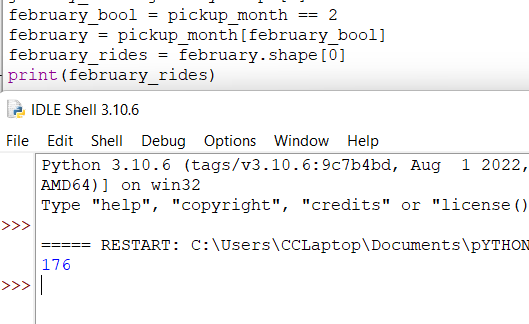 february_bool = pickup_month == 2
february = pickup_month[february_bool]
february_rides = february.shape[0]
print(february_rides)
IDLE Shell 3.10.6
File Edit Shell Debug Options Window Help
Python 3.10.6 (tags/v3.10.6:9c7b4bd, Aug 1 2022,
AMD64)] on win32
Type "help", "copyright", "credits" or "license()
>>>
===== RESTART: C:\Users\CCLaptop\Documents\pYTHON
176
>>>